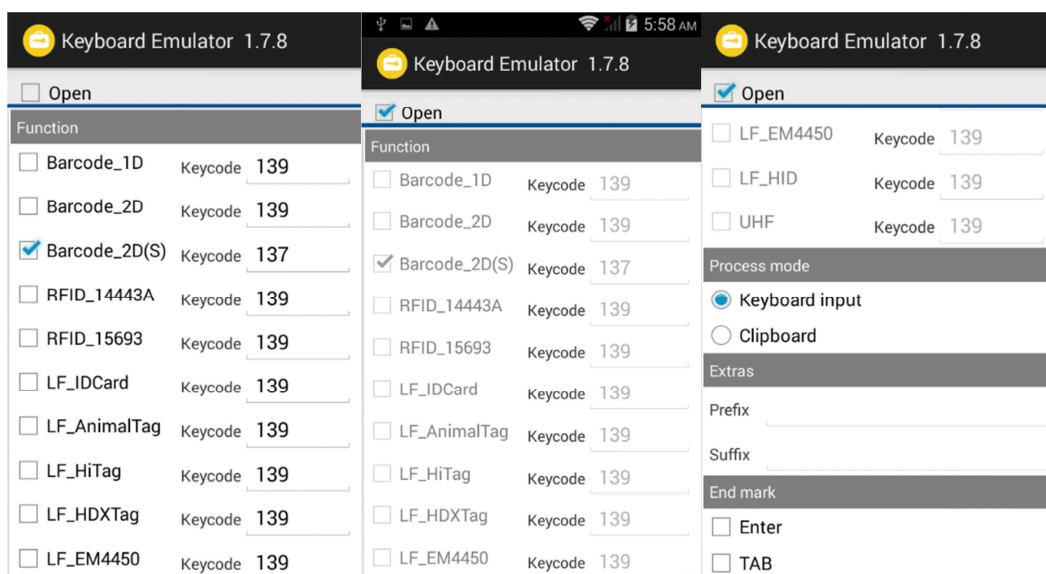 Keyboard Emulator 1.7.8
Open
Function
Barcode_1D Keycode 139
Barcode_2D Keycode 139
Barcode_2D(S) Keycode 137
RFID_14443A Keycode 139
RFID_15693 Keycode 139
LF_IDCard Keycode 139
LF_AnimalTag Keycode 139
LF_HiTag Keycode 139
LF_HDXTag Keycode 139
LF_EM4450 Keycode 139
5:58 AM
Keyboard Emulator 1.7.8
Open
Function
Barcode_1D Keycode 139
Barcode_2D Keycode 139
Barcode_2D(S) Keycode 137
RFID_14443A Keycode 139
RFID_15693 Keycode 139
LF_IDCard Keycode 139
LF_AnimalTag Keycode 139
LF_HiTag Keycode 139
LF_HDXTag Keycode 139
LF_EM4450 Keycode 139
Keyboard Emulator 1.7.8
Open
LF_EM4450 Keycode 139
LF_HID Keycode 139
UHF Keycode 139
Process mode
Keyboard input
Clipboard
Extras
Prefix
Suffix
End mark
Enter
TAB